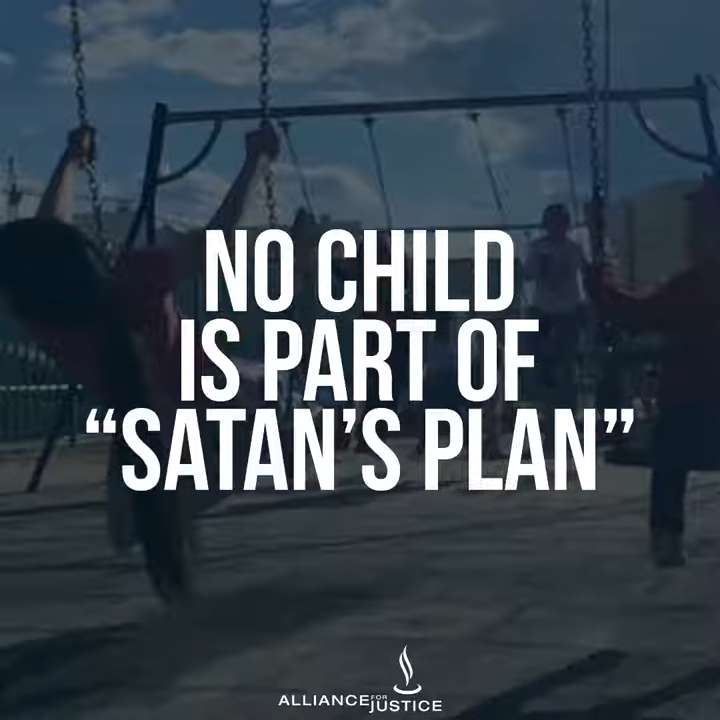 NO CHILD
IS PART OF
“SATAN’S PLAN”
ALLIANCE FOR JUSTICE